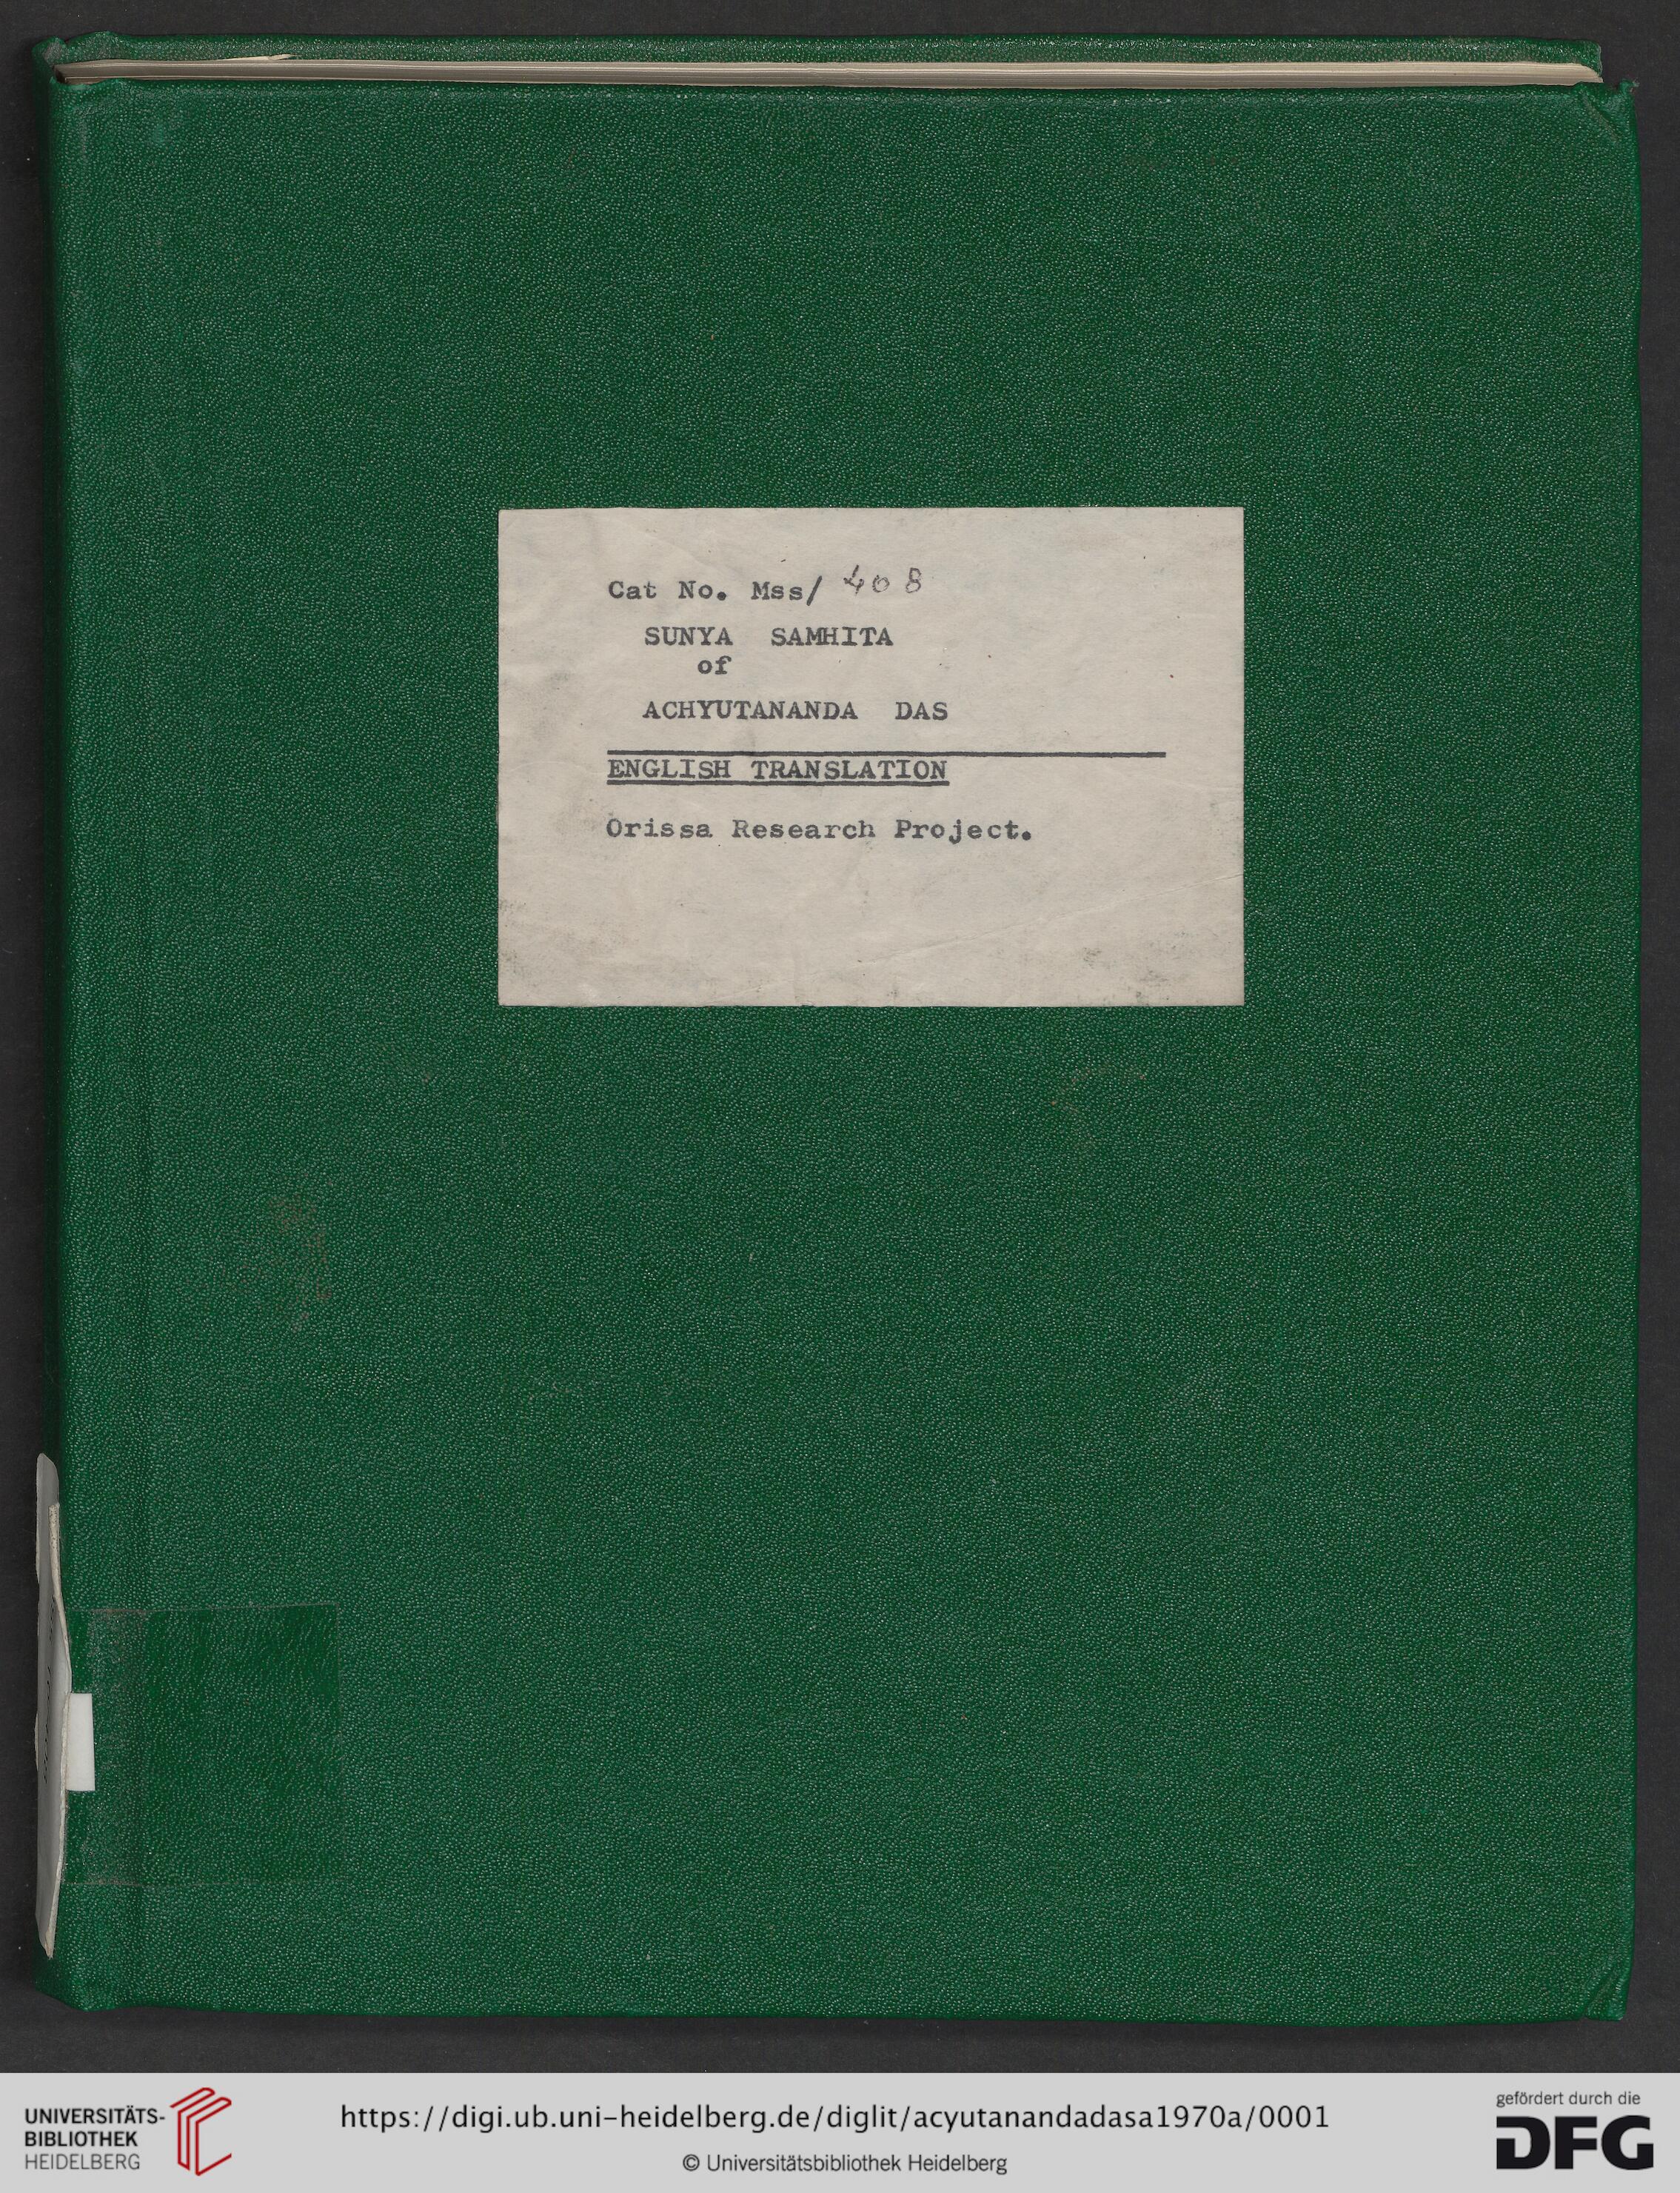 Cat No. Mss/ 408
SUNYA SAMHITA
of
ACHYUTANANDA DAS
ENGLISH TRANSLATION
Orissa Research Project.
UNIVERSITÄTS-
BIBLIOTHEK
HEIDELBERG
https://digi.ub.uni-heidelberg.de/diglit/acyutanandadasa1970a/0001
© Universitätsbibliothek Heidelberg
gefördert durch die
DFG